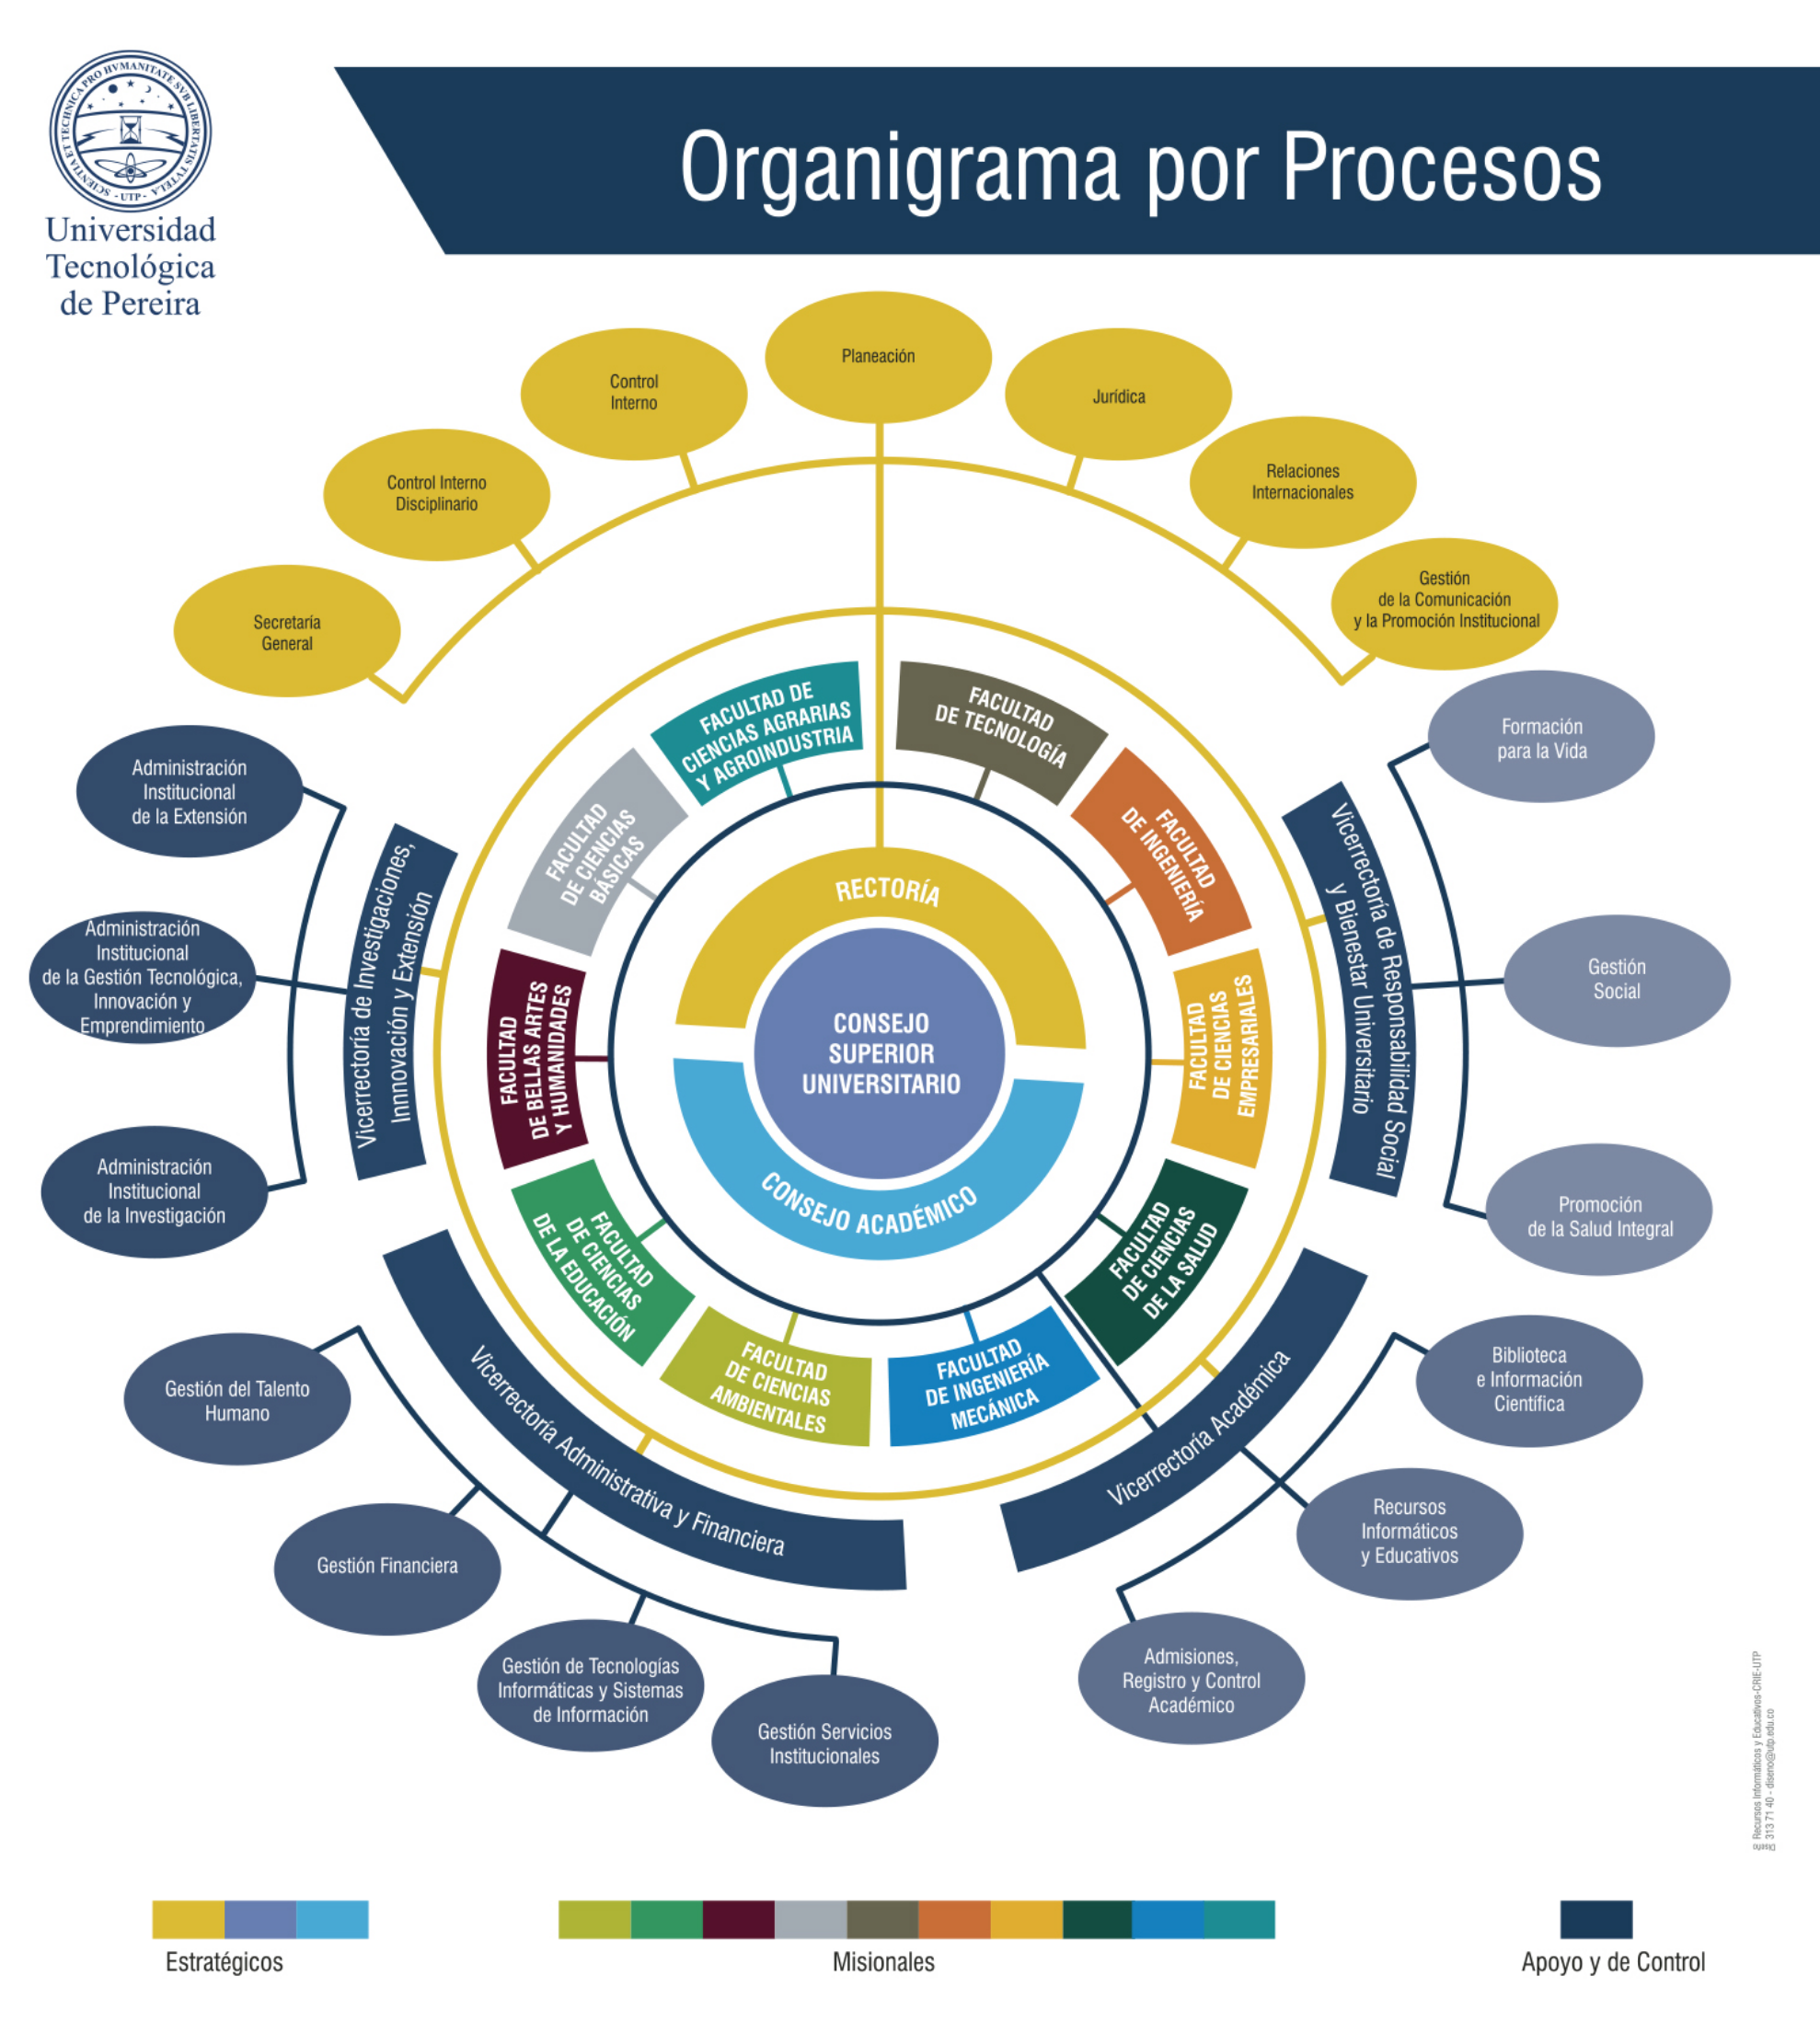 SCIENTIA ET TECHNICA PRO HVMANITATE SVB LIBERTATIS TVTELA
- UTP -
Universidad
Tecnológica
de Pereira
Organigrama por Procesos
Planeación
Control
Interno
Jurídica
Control Interno
Disciplinario
Relaciones
Internacionales
Secretaría
General
Gestión
de la Comunicación
y la Promoción Institucional
FACULTAD DE
CIENCIAS AGRARIAS
Y AGROINDUSTRIA
FACULTAD
DE TECNOLOGÍA
FACULTAD
DE CIENCIAS
BÁSICAS
FACULTAD
DE INGENIERÍA
FACULTAD
DE BELLAS ARTES
Y HUMANIDADES
FACULTAD
DE CIENCIAS
EMPRESARIALES
FACULTAD
DE CIENCIAS
DE LA EDUCACIÓN
FACULTAD
DE CIENCIAS
DE LA SALUD
FACULTAD
DE CIENCIAS
AMBIENTALES
FACULTAD
DE INGENIERÍA
MECÁNICA
RECTORÍA
CONSEJO
SUPERIOR
UNIVERSITARIO
CONSEJO ACADÉMICO
Administración
Institucional
de la Extensión
Administración
Institucional
de la Gestión Tecnológica,
Innovación y
Emprendimiento
Administración
Institucional
de la Investigación
Vicerrectoría de Investigaciones,
Innnovación y Extensión
Vicerrectoría de Responsabilidad Social
y Bienestar Universitario
Formación
para la Vida
Gestión
Social
Promoción
de la Salud Integral
Vicerrectoría Administrativa y Financiera
Gestión del Talento
Humano
Gestión Financiera
Gestión de Tecnologías
Informáticas y Sistemas
de Información
Gestión Servicios
Institucionales
Vicerrectoría Académica
Biblioteca
e Información
Científica
Recursos
Informáticos
y Educativos
Admisiones,
Registro y Control
Académico
Recursos Informáticos y Educativos-CRIE-UTP
313 71 40 - diseno@utp.edu.co
Estratégicos
Misionales
Apoyo y de Control